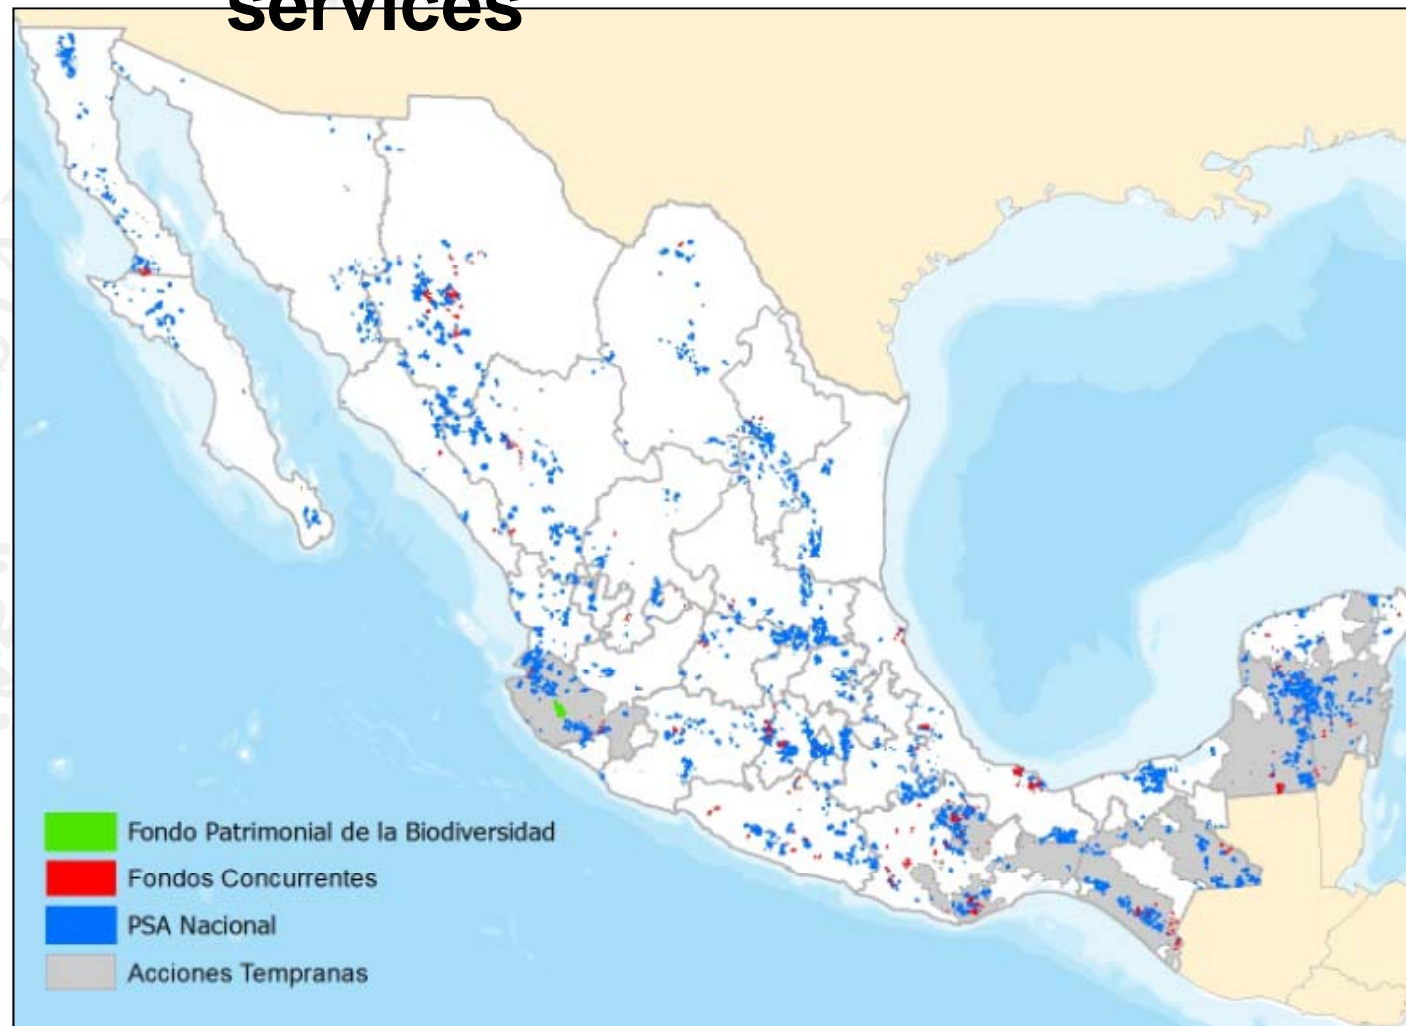 services
Fondo Patrimonial de la Biodiversidad
Fondos Concurrentes
PSA Nacional
Acciones Tempranas